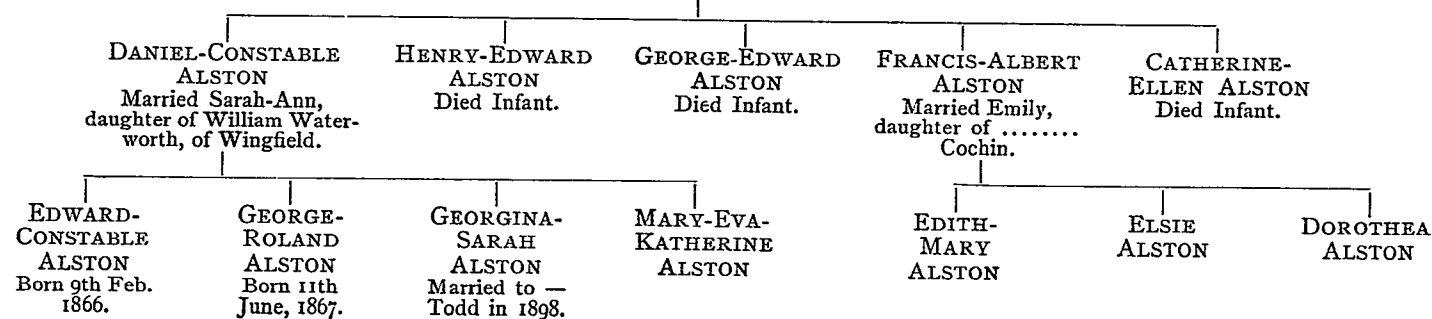 DANIEL-CONSTABLE
ALSTON
Married Sarah-Ann,
daughter of William Water-
worth, of Wingfield.
HENRY-EDWARD
ALSTON
Died Infant.
GEORGE-EDWARD
ALSTON
Died Infant.
FRANCIS-ALBERT
ALSTON
Married Emily,
daughter of ........
Cochin.
CATHERINE-
ELLEN ALSTON
Died Infant.
EDWARD-
CONSTABLE
ALSTON
Born 9th Feb.
1866.
GEORGE-
ROLAND
ALSTON
Born 11th
June, 1867.
GEORGINA-
SARAH
ALSTON
Married to —
Todd in 1898.
MARY-EVA-
KATHERINE
ALSTON
EDITH-
MARY
ALSTON
ELSIE
ALSTON
DOROTHEA
ALSTON